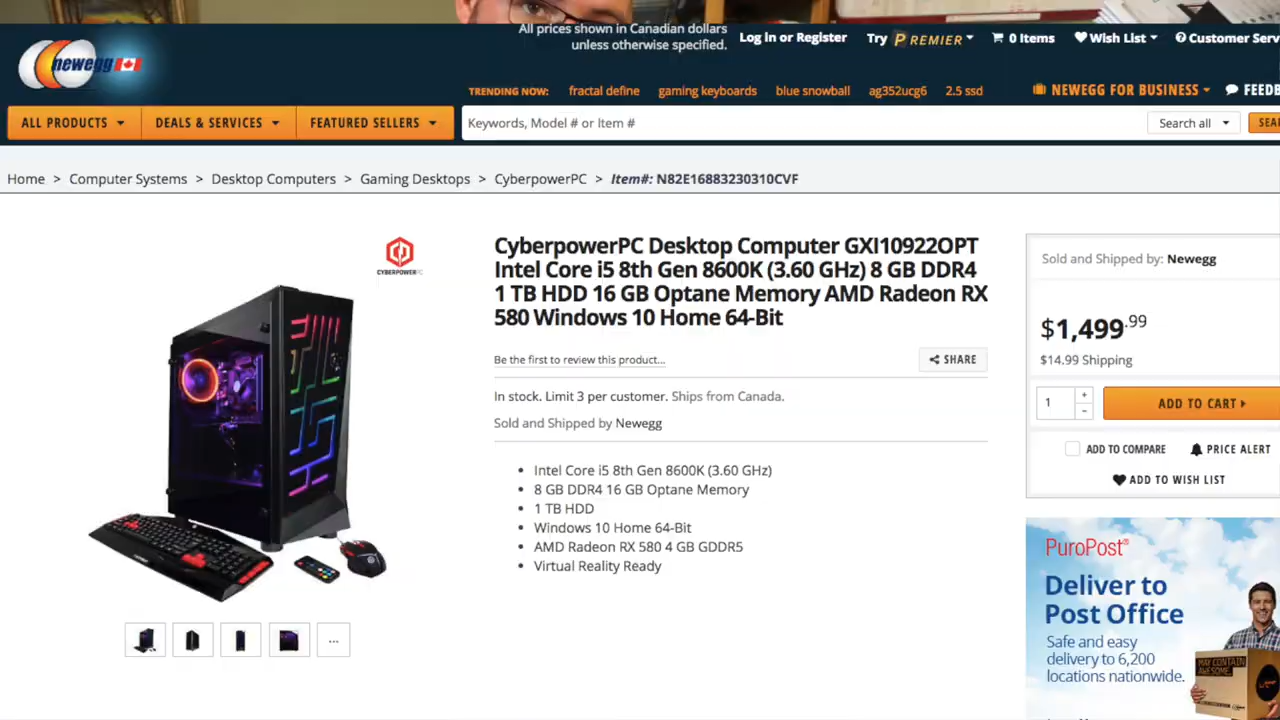 All prices shown in Canadian dollars
unless otherwise specified.
Log In or Register
Try PREMIER
0 Items
Wish List
Customer Serv
newegg
TRENDING NOW: fractal define gaming keyboards blue snowball ag352ucg6 2.5 ssd
NEWEGG FOR BUSINESS
FEEDB
ALL PRODUCTS
DEALS & SERVICES
FEATURED SELLERS
Keywords, Model # or Item #
Search all
SEA
Home > Computer Systems > Desktop Computers > Gaming Desktops > CyberpowerPC > Item#: N82E16883230310CVF
CYBERPOWERPC
CyberpowerPC Desktop Computer GXI10922OPT
Intel Core i5 8th Gen 8600K (3.60 GHz) 8 GB DDR4
1 TB HDD 16 GB Optane Memory AMD Radeon RX
580 Windows 10 Home 64-Bit
Be the first to review this product...
SHARE
In stock. Limit 3 per customer. Ships from Canada.
Sold and Shipped by Newegg
• Intel Core i5 8th Gen 8600K (3.60 GHz)
• 8 GB DDR4 16 GB Optane Memory
• 1 TB HDD
• Windows 10 Home 64-Bit
• AMD Radeon RX 580 4 GB GDDR5
• Virtual Reality Ready
...
Sold and Shipped by: Newegg
$1,499.99
$14.99 Shipping
1
+
-
ADD TO CART
ADD TO COMPARE
PRICE ALERT
ADD TO WISH LIST
PuroPost®
Deliver to
Post Office
Safe and easy
delivery to 6,200
locations nationwide.
MAY CONTAIN
AWESOME